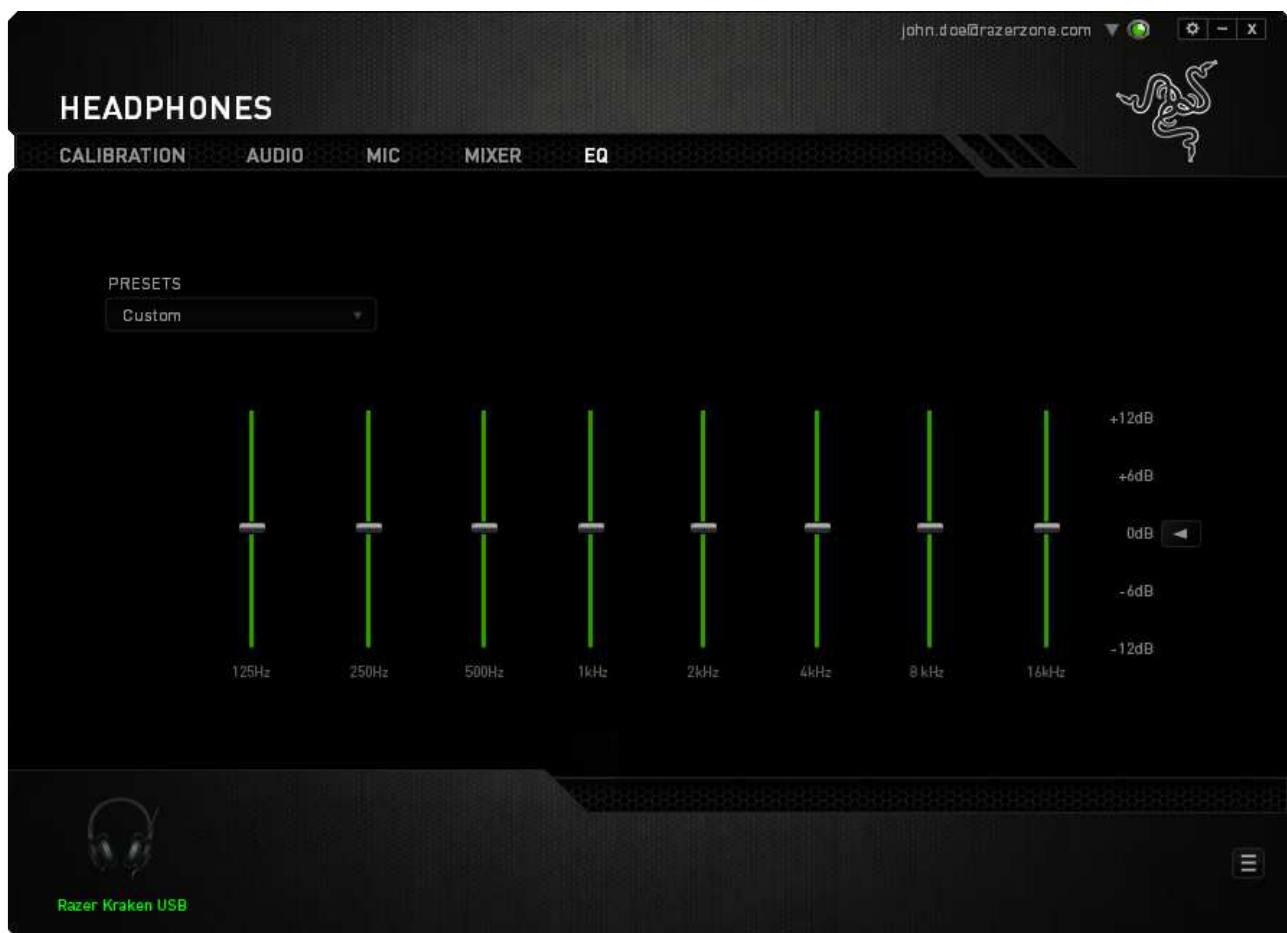 john.doe@razerzone.com
X
HEADPHONES
CALIBRATION AUDIO MIC MIXER EQ
PRESETS
Custom
+12dB
+6dB
0dB
-6dB
-12dB
125Hz 250Hz 500Hz 1kHz 2kHz 4kHz 8 kHz 16kHz
Razer Kraken USB